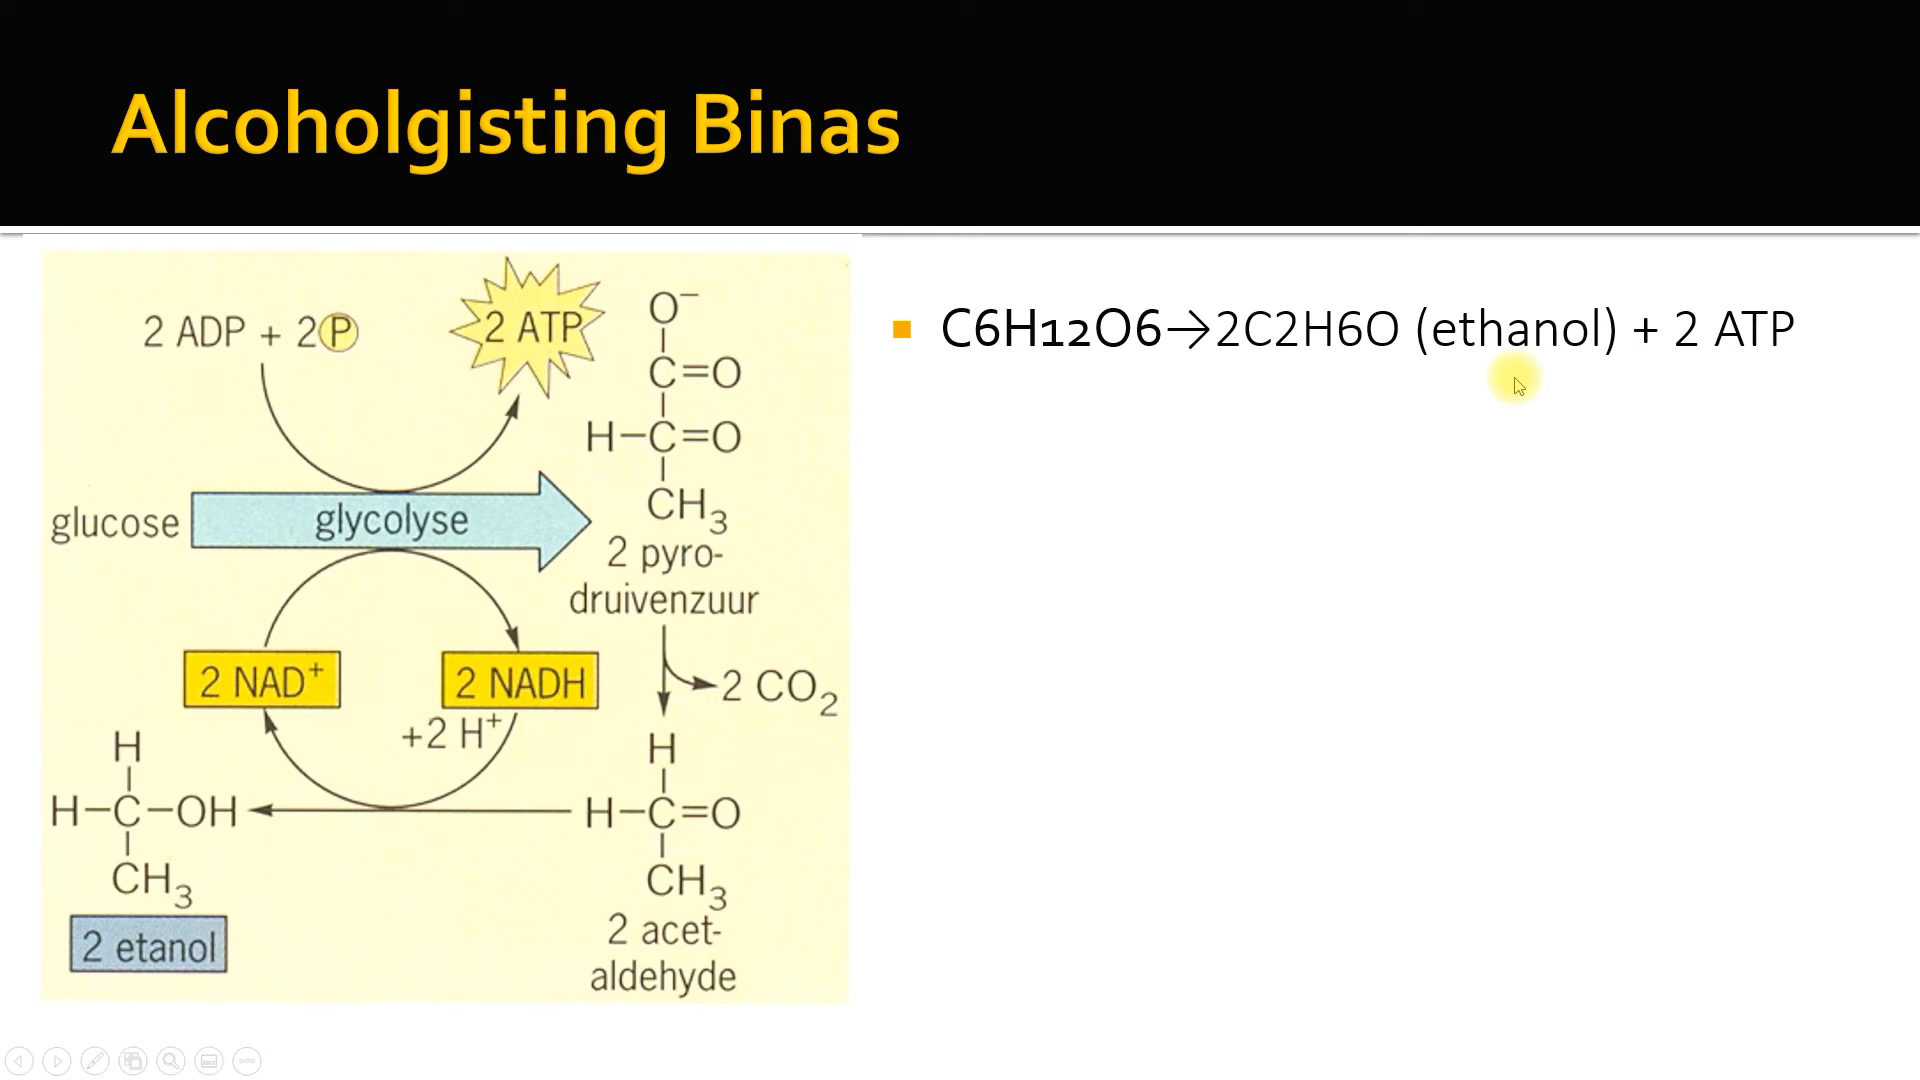 Alcoholgisting Binas
2 ADP + 2 P
2 ATP
O⁻
C=O
H–C=O
CH₃
2 pyro-
druivenzuur
glucose
glycolyse
2 NAD⁺
2 NADH
+2 H⁺
2 CO₂
H
H–C=O
CH₃
2 acet-
aldehyde
H
H–C–OH
CH₃
2 etanol
C6H12O6→2C2H6O (ethanol) + 2 ATP